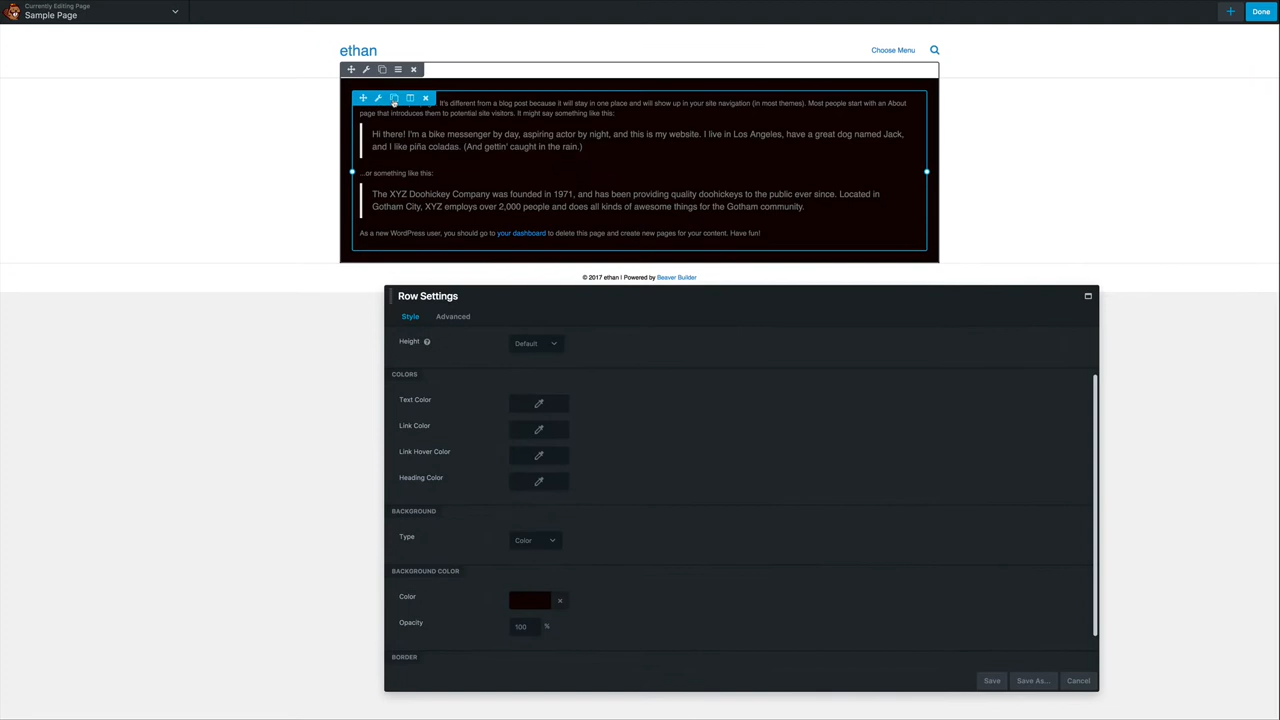 Currently Editing Page
Sample Page
Done
ethan
Choose Menu
It's different from a blog post because it will stay in one place and will show up in your site navigation (in most themes). Most people start with an About
page that introduces them to potential site visitors. It might say something like this:
Hi there! I'm a bike messenger by day, aspiring actor by night, and this is my website. I live in Los Angeles, have a great dog named Jack,
and I like piña coladas. (And gettin' caught in the rain.)
...or something like this:
The XYZ Doohickey Company was founded in 1971, and has been providing quality doohickeys to the public ever since. Located in
Gotham City, XYZ employs over 2,000 people and does all kinds of awesome things for the Gotham community.
As a new WordPress user, you should go to your dashboard to delete this page and create new pages for your content. Have fun!
© 2017 ethan | Powered by Beaver Builder
Row Settings
Style Advanced
Height Default
COLORS
Text Color
Link Color
Link Hover Color
Heading Color
BACKGROUND
Type Color
BACKGROUND COLOR
Color
Opacity 100 %
BORDER
Save Save As... Cancel